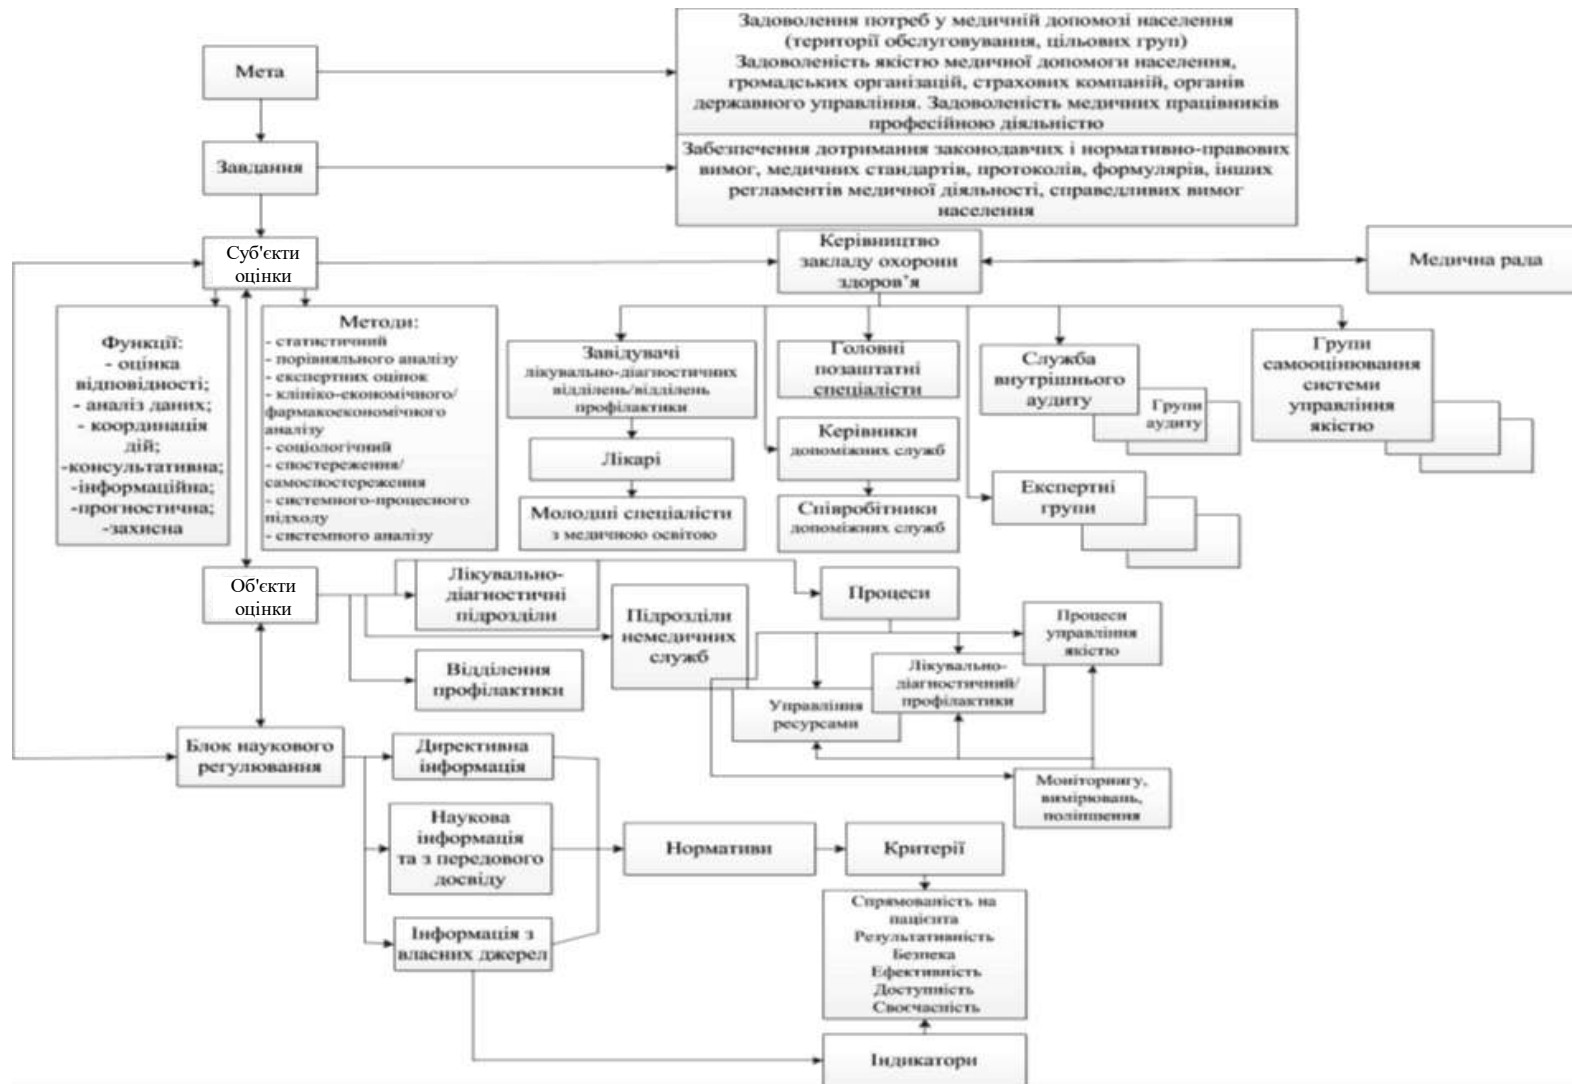 Мета
Задоволення потреб у медичній допомозі населення
(території обслуговування, цільових груп)
Задоволеність якістю медичної допомоги населення,
громадських організацій, страхових компаній, органів
державного управління. Задоволеність медичних працівників
професійною діяльністю
Завдання
Забезпечення дотримання законодавчих і нормативно-правових
вимог, медичних стандартів, протоколів, формулярів, інших
регламентів медичної діяльності, справедливих вимог
населення
Суб'єкти
оцінки
Керівництво
закладу охорони
здоров’я
Медична рада
Функції:
- оцінка
відповідності;
- аналіз даних;
- координація
дій;
-консультативна;
-інформаційна;
-прогностична;
-захисна
Методи:
- статистичний
- порівняльного аналізу
- експертних оцінок
- клініко-економічного/
фармакоекономічного
аналізу
- соціологічний
- спостереження/
самоспостереження
- системного-процесного
підходу
- системного аналізу
Завідувачі
лікувально-діагностичних
відділень/відділень
профілактики
Лікарі
Молодші спеціалісти
з медичною освітою
Головні
позаштатні
спеціалісти
Керівники
допоміжних служб
Співробітники
допоміжних служб
Служба
внутрішнього
аудиту
Групи
аудиту
Експертні
групи
Групи
самооцінювання
системи
управління
якістю
Об'єкти
оцінки
Лікувально-
діагностичні
підрозділи
Відділення
профілактики
Підрозділи
немедичних
служб
Процеси
Процеси
управління
якістю
Лікувально-
діагностичний/
профілактики
Управління
ресурсами
Моніторингу,
вимірювань,
поліпшення
Блок наукового
регулювання
Директивна
інформація
Наукова
інформація
та з передового
досвіду
Інформація з
власних джерел
Нормативи
Критерії
Спрямованість на
пацієнта
Результативність
Безпека
Ефективність
Доступність
Своєчасність
Індикатори